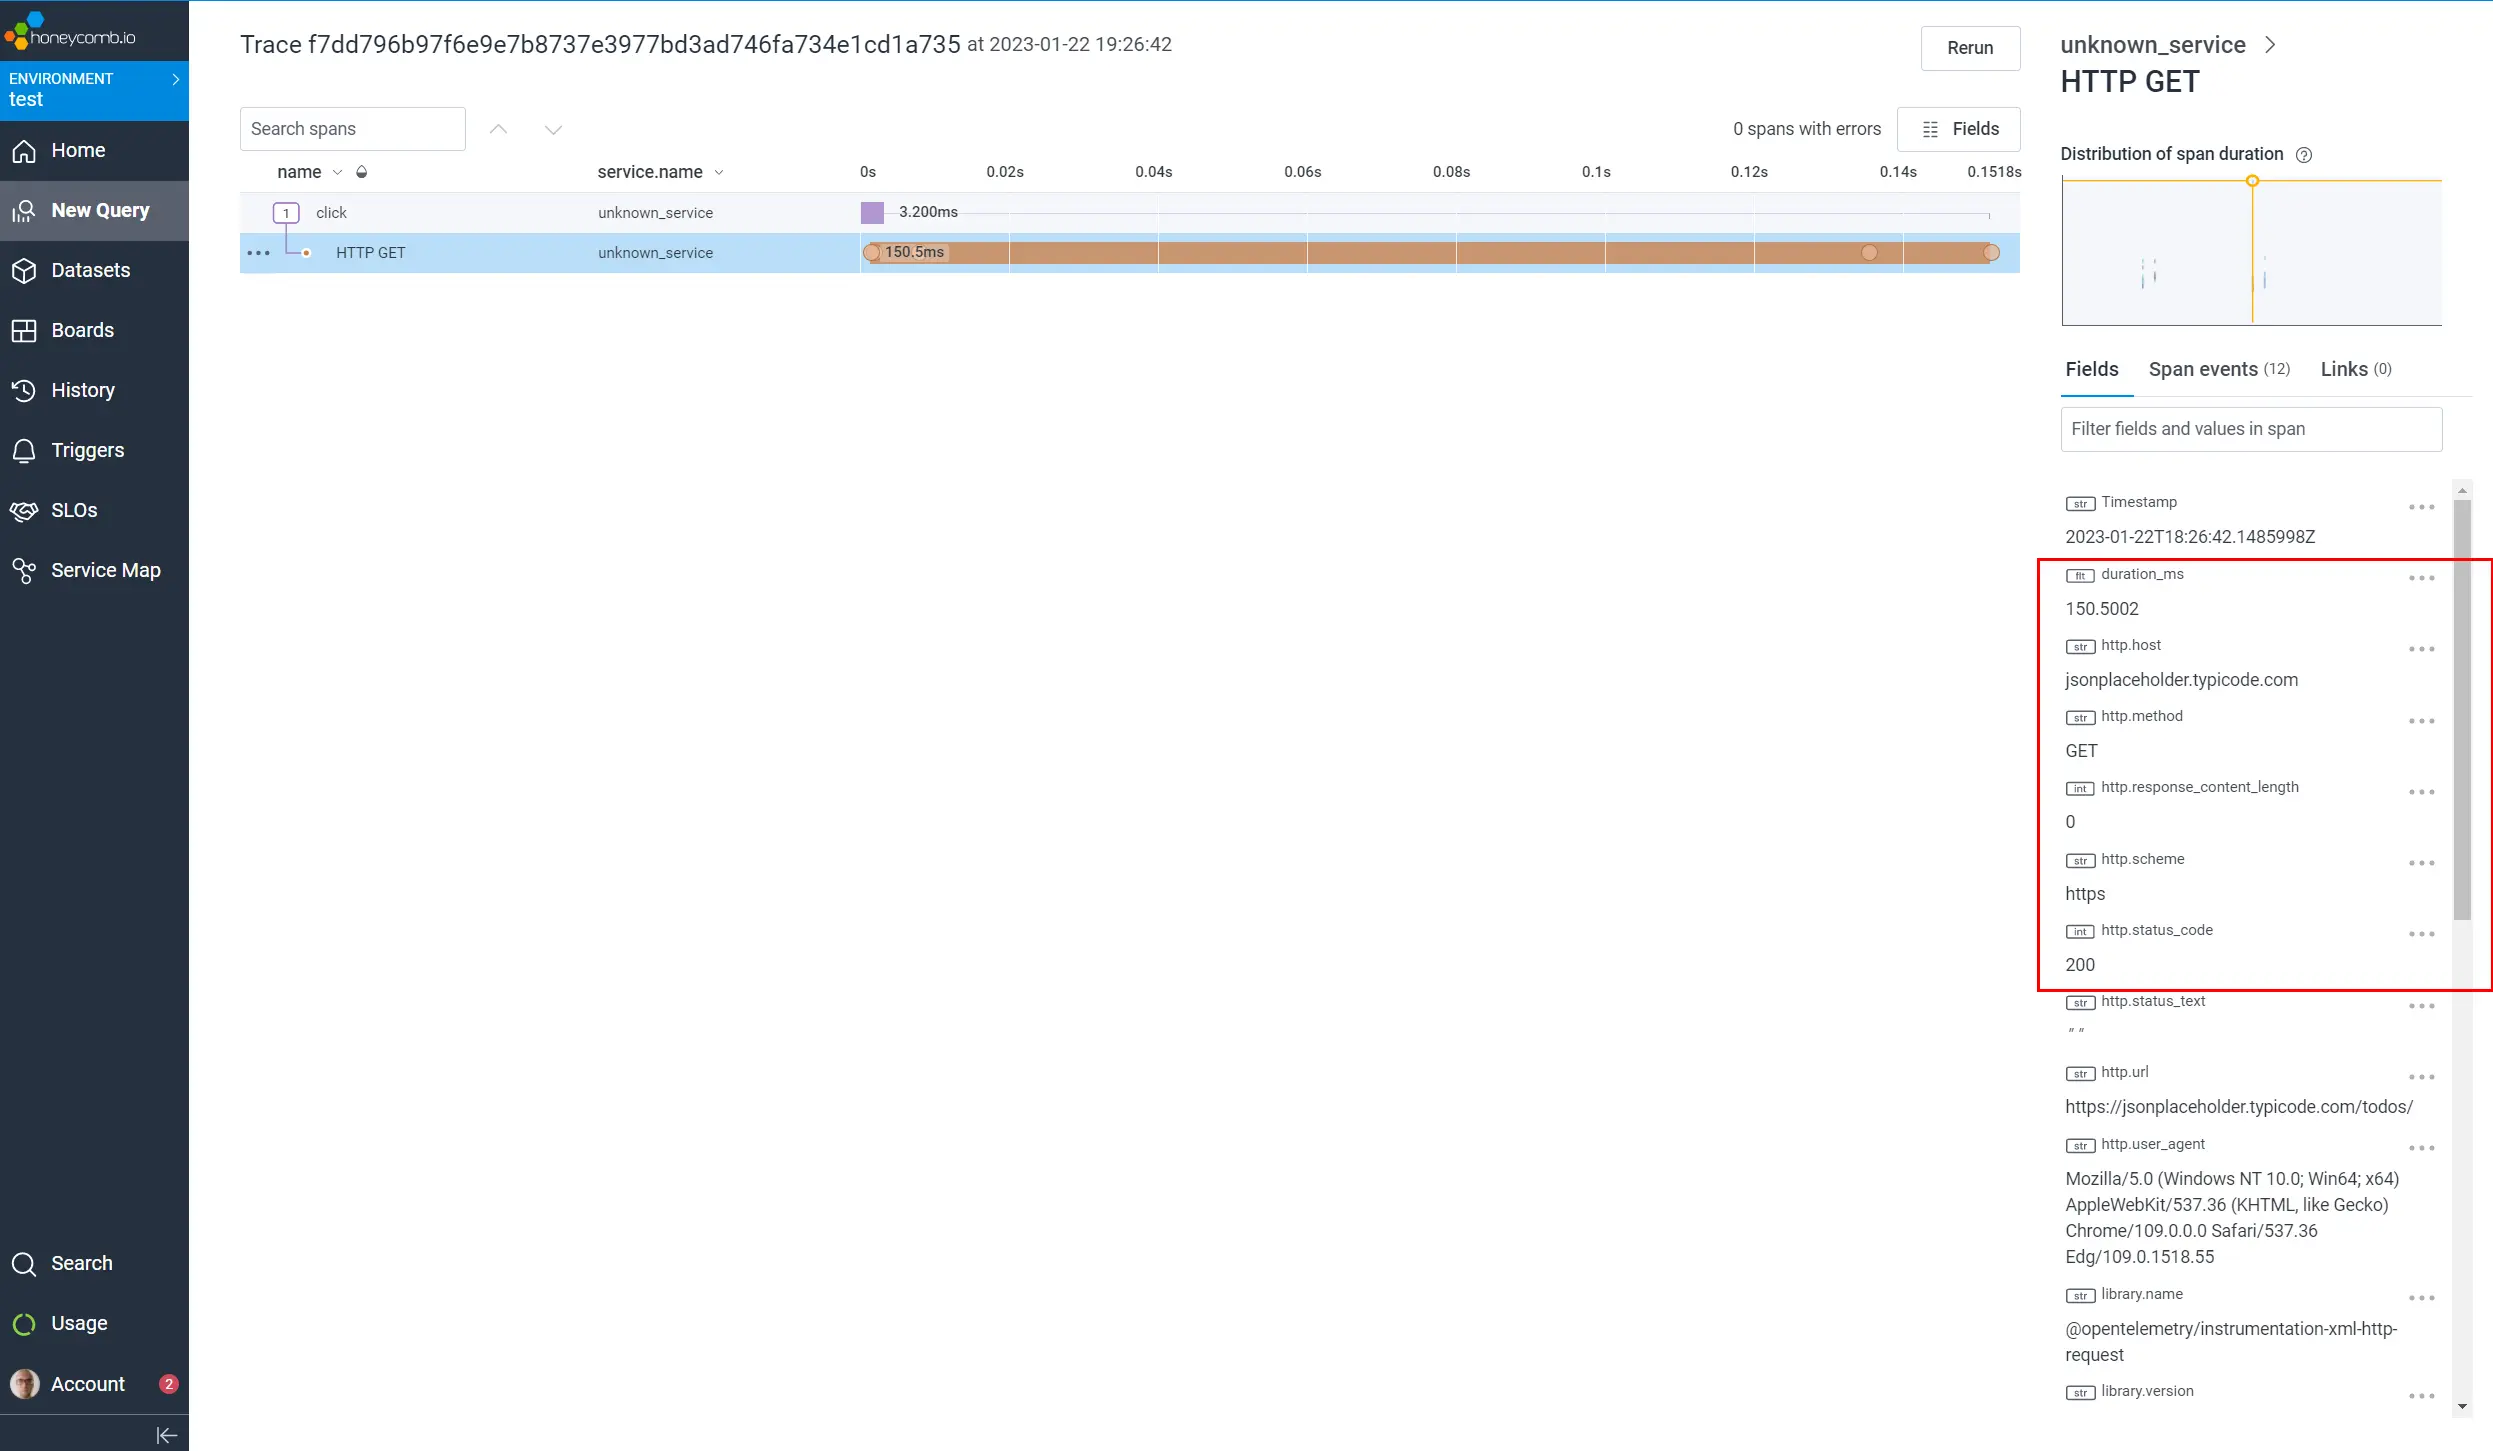 honeycomb.io
ENVIRONMENT
test
Home
New Query
Datasets
Boards
History
Triggers
SLOs
Service Map
Search
Usage
Account 2
Trace f7dd796b97f6e9e7b8737e3977bd3ad746fa734e1cd1a735 at 2023-01-22 19:26:42
Rerun
Search spans
0 spans with errors
Fields
name service.name 0s 0.02s 0.04s 0.06s 0.08s 0.1s 0.12s 0.14s 0.1518s
1 click unknown_service 3.200ms
HTTP GET unknown_service 150.5ms
unknown_service
HTTP GET
Distribution of span duration
Fields Span events (12) Links (0)
Filter fields and values in span
str Timestamp
2023-01-22T18:26:42.1485998Z
flt duration_ms
150.5002
str http.host
jsonplaceholder.typicode.com
str http.method
GET
int http.response_content_length
0
str http.scheme
https
int http.status_code
200
str http.status_text
""
str http.url
https://jsonplaceholder.typicode.com/todos/
str http.user_agent
Mozilla/5.0 (Windows NT 10.0; Win64; x64)
AppleWebKit/537.36 (KHTML, like Gecko)
Chrome/109.0.0.0 Safari/537.36
Edg/109.0.1518.55
str library.name
@opentelemetry/instrumentation-xml-http-
request
str library.version